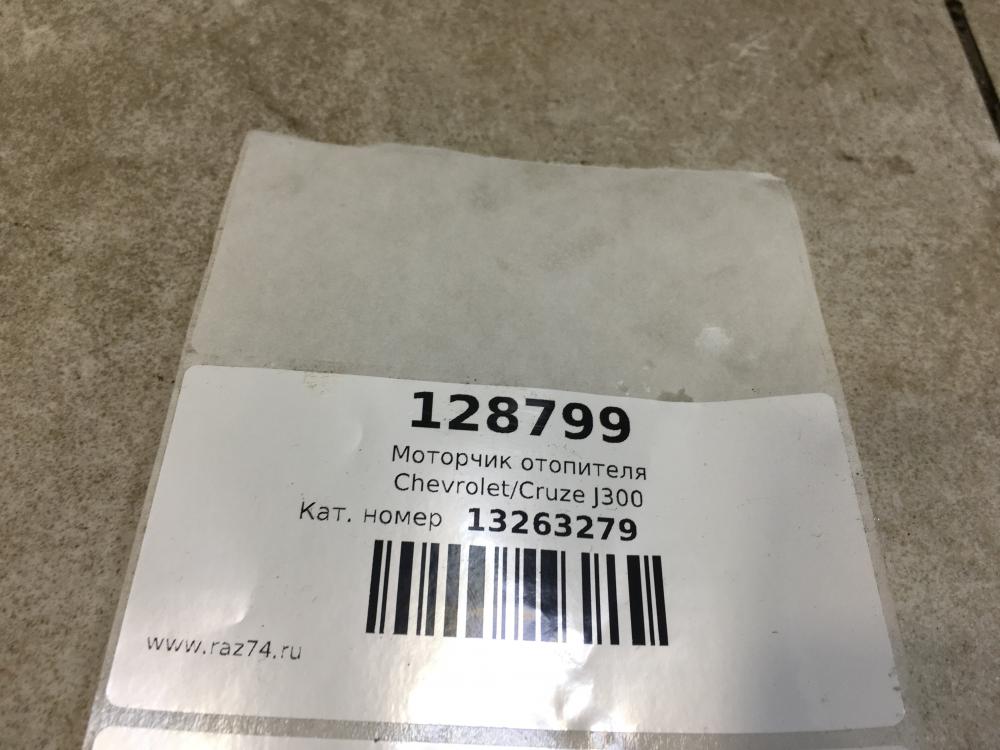 128799
Моторчик отопителя
Chevrolet/Cruze J300
Кат. номер 13263279
www.raz74.ru